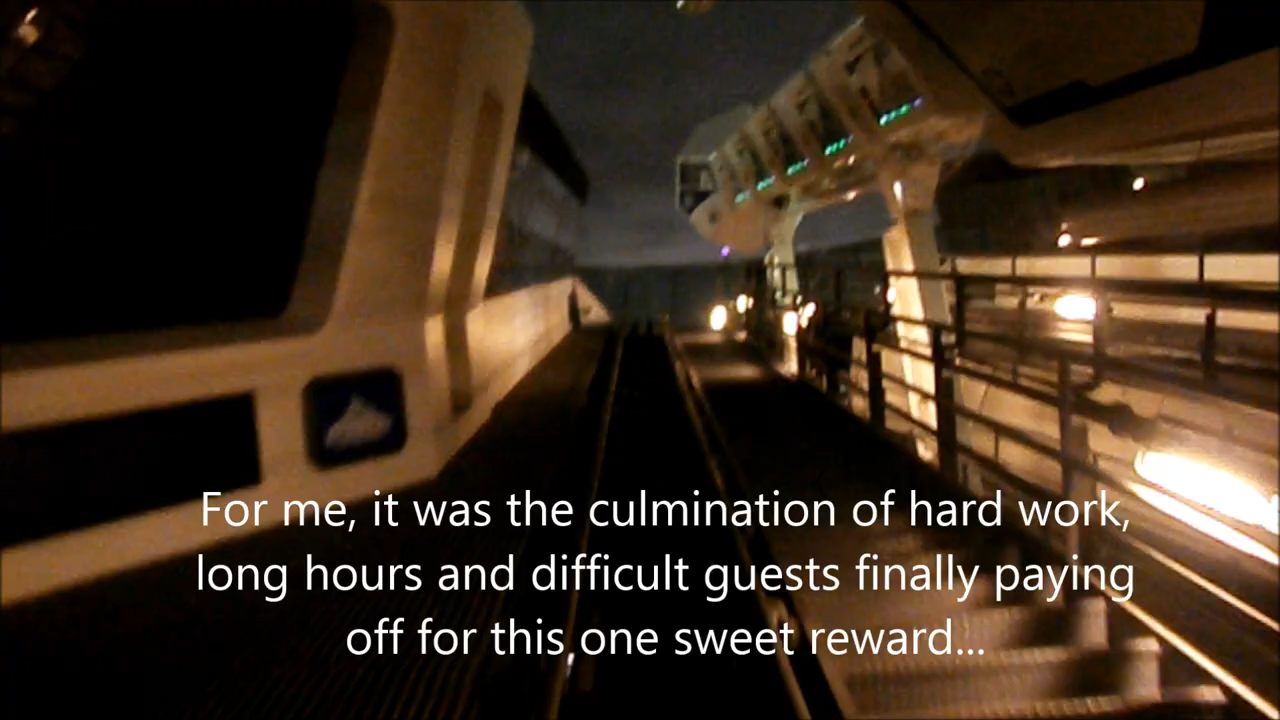 For me, it was the culmination of hard work,
long hours and difficult guests finally paying
off for this one sweet reward...